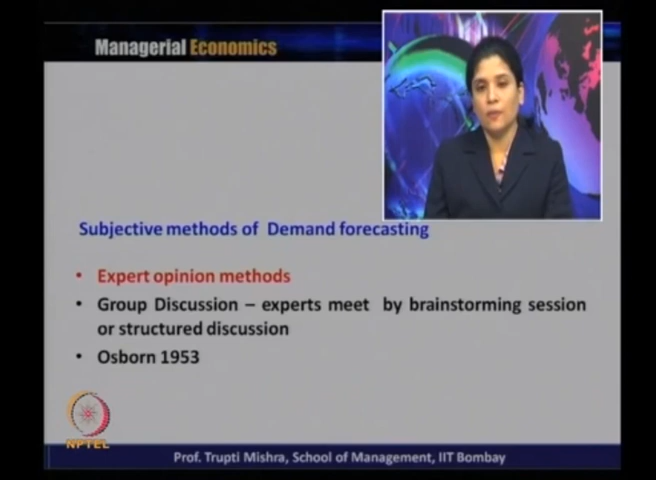 Managerial Economics
Subjective methods of Demand forecasting
• Expert opinion methods
• Group Discussion – experts meet by brainstorming session
or structured discussion
• Osborn 1953
NPTEL
Prof. Trupti Mishra, School of Management, IIT Bombay